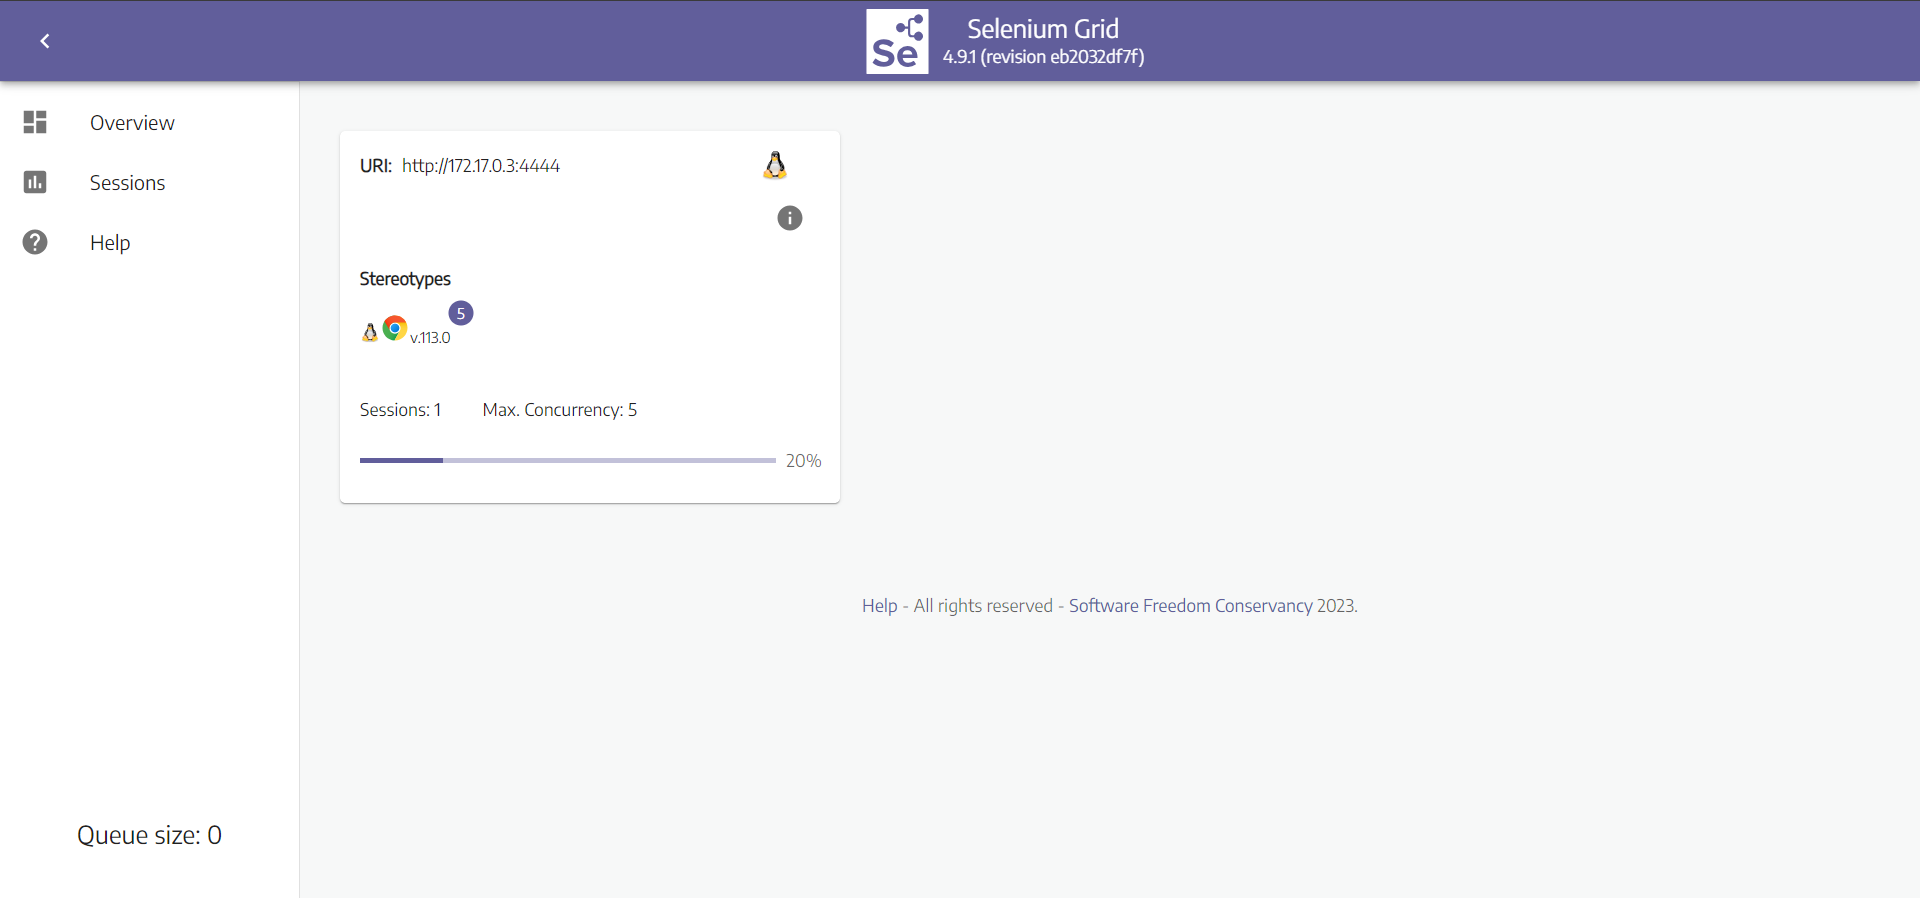 Se
Selenium Grid
4.9.1 (revision eb2032df7f)
Overview
Sessions
Help
URI: http://172.17.0.3:4444
Stereotypes
v.113.0
5
Sessions: 1 Max. Concurrency: 5
20%
Help - All rights reserved - Software Freedom Conservancy 2023.
Queue size: 0